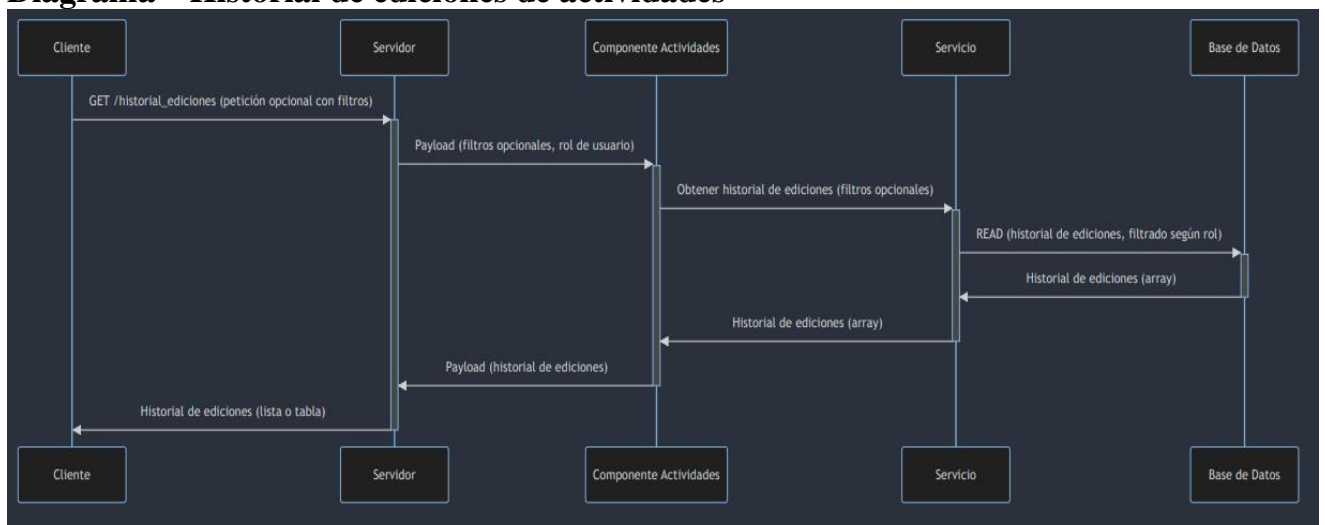 Diagrama – Historial de ediciones de actividades
Cliente
Servidor
Componente Actividades
Servicio
Base de Datos
GET /historial_ediciones (petición opcional con filtros)
Payload (filtros opcionales, rol de usuario)
Obtener historial de ediciones (filtros opcionales)
READ (historial de ediciones, filtrado según rol)
Historial de ediciones (array)
Historial de ediciones (array)
Payload (historial de ediciones)
Historial de ediciones (lista o tabla)
Cliente
Servidor
Componente Actividades
Servicio
Base de Datos